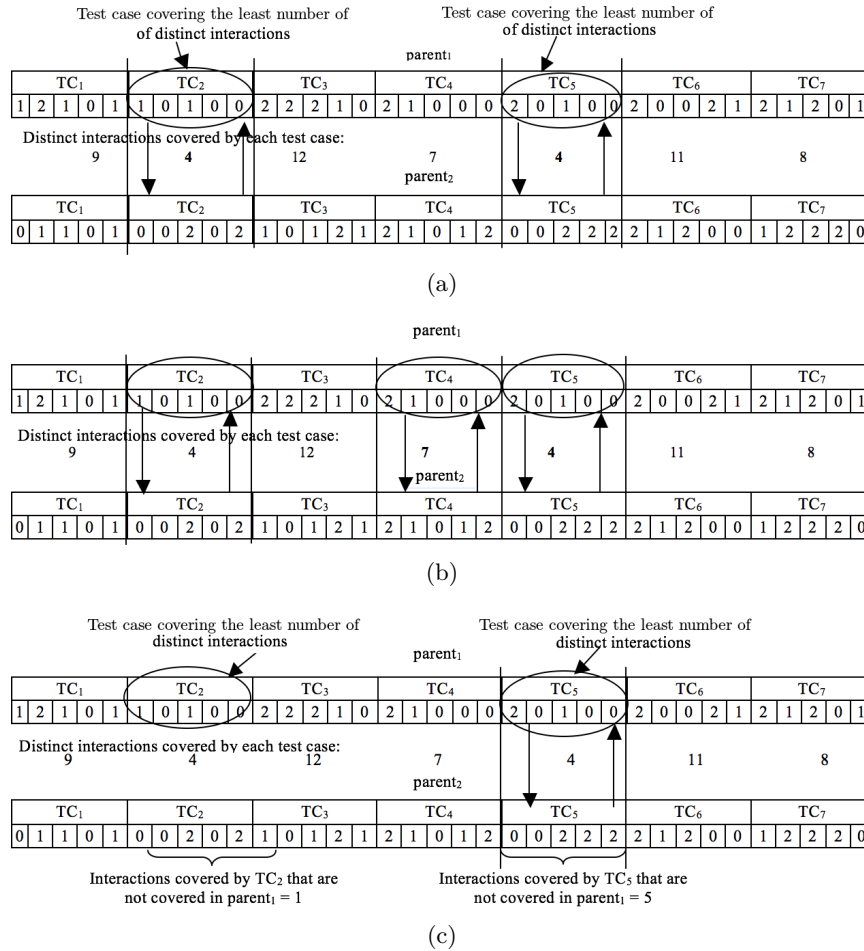 Test case covering the least number of
of distinct interactions
Test case covering the least number of
of distinct interactions
parent₁
TC₁ TC₂ TC₃ TC₄ TC₅ TC₆ TC₇
1 2 1 0 1 1 0 1 0 0 2 2 2 1 0 2 1 0 0 0 2 0 1 0 0 2 0 0 2 1 2 1 2 0 1
Distinct interactions covered by each test case:
9 4 12 7 4 11 8
parent₂
TC₁ TC₂ TC₃ TC₄ TC₅ TC₆ TC₇
0 1 1 0 1 0 0 2 0 2 1 0 1 2 1 2 1 0 1 2 0 0 2 2 2 2 1 2 0 0 1 2 2 2 0
(a)
parent₁
TC₁ TC₂ TC₃ TC₄ TC₅ TC₆ TC₇
1 2 1 0 1 1 0 1 0 0 2 2 2 1 0 2 1 0 0 0 2 0 1 0 0 2 0 0 2 1 2 1 2 0 1
Distinct interactions covered by each test case:
9 4 12 7 4 11 8
parent₂
TC₁ TC₂ TC₃ TC₄ TC₅ TC₆ TC₇
0 1 1 0 1 0 0 2 0 2 1 0 1 2 1 2 1 0 1 2 0 0 2 2 2 2 1 2 0 0 1 2 2 2 0
(b)
Test case covering the least number of
distinct interactions
Test case covering the least number of
distinct interactions
parent₁
TC₁ TC₂ TC₃ TC₄ TC₅ TC₆ TC₇
1 2 1 0 1 1 0 1 0 0 2 2 2 1 0 2 1 0 0 0 2 0 1 0 0 2 0 0 2 1 2 1 2 0 1
Distinct interactions covered by each test case:
9 4 12 7 4 11 8
parent₂
TC₁ TC₂ TC₃ TC₄ TC₅ TC₆ TC₇
0 1 1 0 1 0 0 2 0 2 1 0 1 2 1 2 1 0 1 2 0 0 2 2 2 2 1 2 0 0 1 2 2 2 0
Interactions covered by TC₂ that are
not covered in parent₁ = 1
Interactions covered by TC₅ that are
not covered in parent₁ = 5
(c)